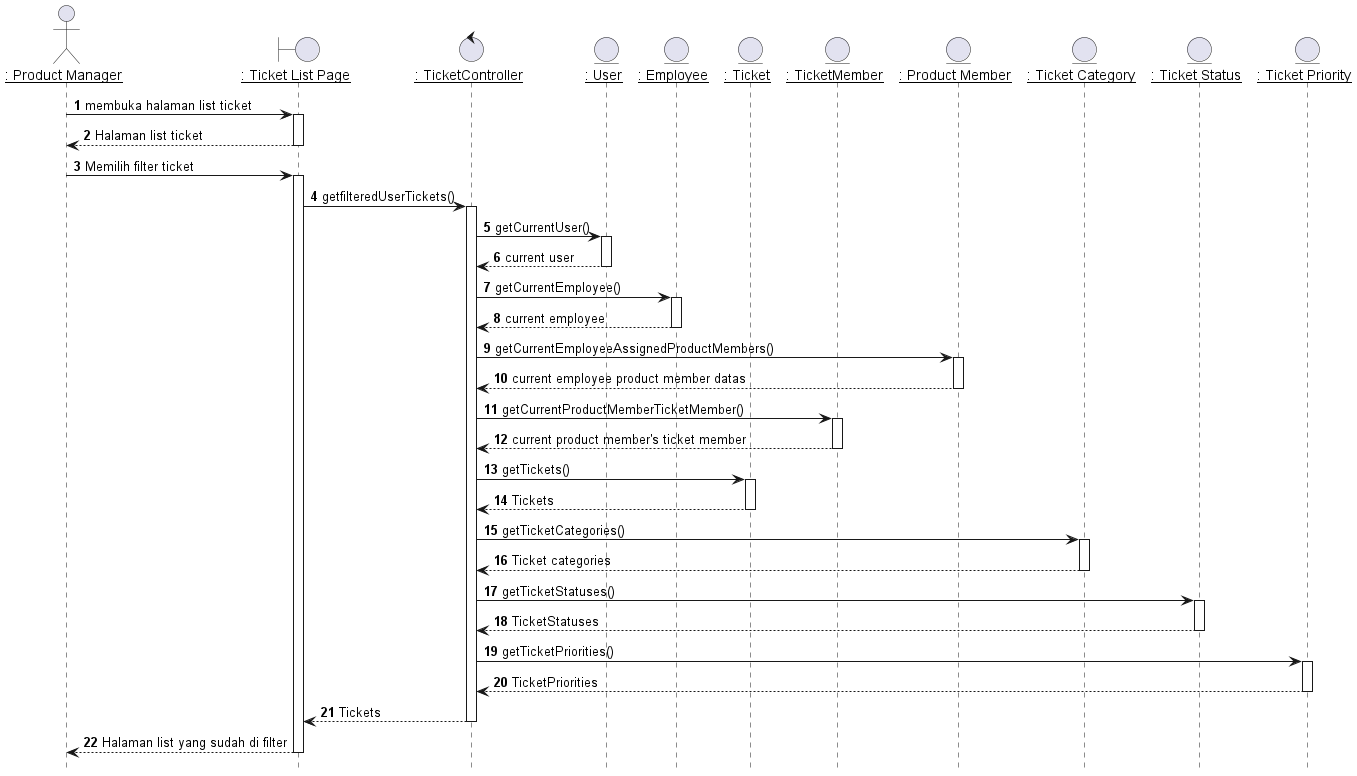 : Product Manager
: Ticket List Page
: TicketController
: User
: Employee
: Ticket
: TicketMember
: Product Member
: Ticket Category
: Ticket Status
: Ticket Priority
1 membuka halaman list ticket
2 Halaman list ticket
3 Memilih filter ticket
4 getfilteredUserTickets()
5 getCurrentUser()
6 current user
7 getCurrentEmployee()
8 current employee
9 getCurrentEmployeeAssignedProductMembers()
10 current employee product member datas
11 getCurrentProductMemberTicketMember()
12 current product member's ticket member
13 getTickets()
14 Tickets
15 getTicketCategories()
16 Ticket categories
17 getTicketStatuses()
18 TicketStatuses
19 getTicketPriorities()
20 TicketPriorities
21 Tickets
22 Halaman list yang sudah di filter